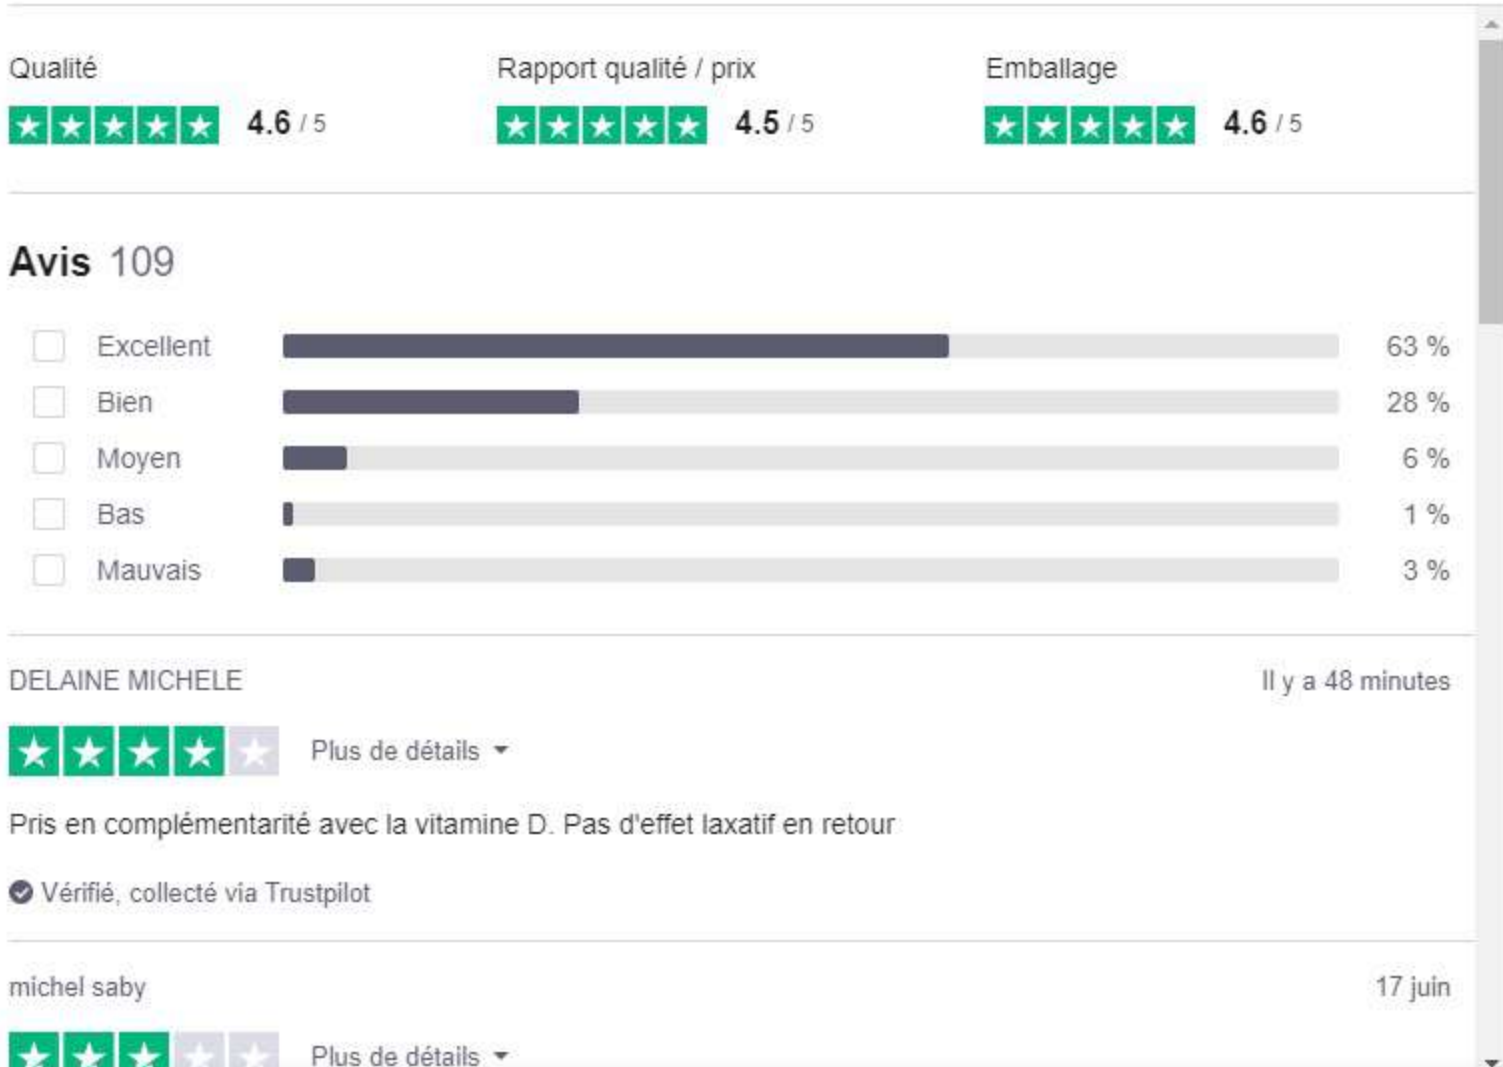 Qualité
4.6 / 5
Rapport qualité / prix
4.5 / 5
Emballage
4.6 / 5
Avis 109
Excellent 63 %
Bien 28 %
Moyen 6 %
Bas 1 %
Mauvais 3 %
DELAINE MICHELE Il y a 48 minutes
Plus de détails
Pris en complémentarité avec la vitamine D. Pas d'effet laxatif en retour
Vérifié, collecté via Trustpilot
michel saby 17 juin
Plus de détails